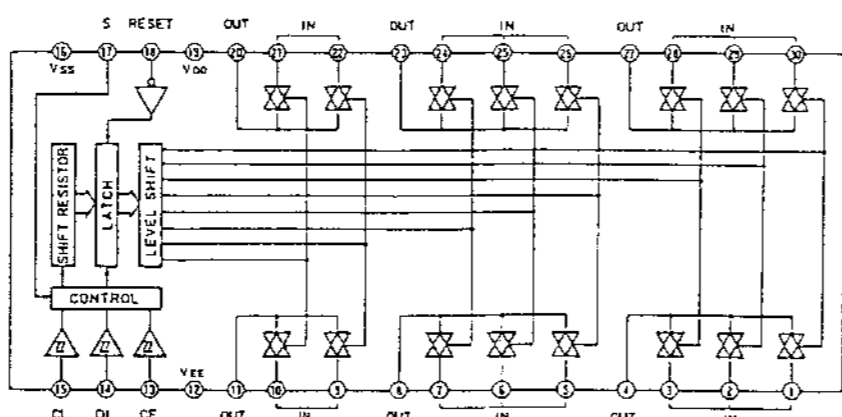 S RESET OUT IN OUT IN OUT IN
16 17 18 19 20 21 22 23 24 25 26 27 28 29 30
VSS VDD
SHIFT RESISTOR
LATCH
LEVEL SHIFT
CONTROL
VEE
15 14 13 12 11 10 9 8 7 6 5 4 3 2 1
CL DI CE OUT IN OUT IN OUT IN